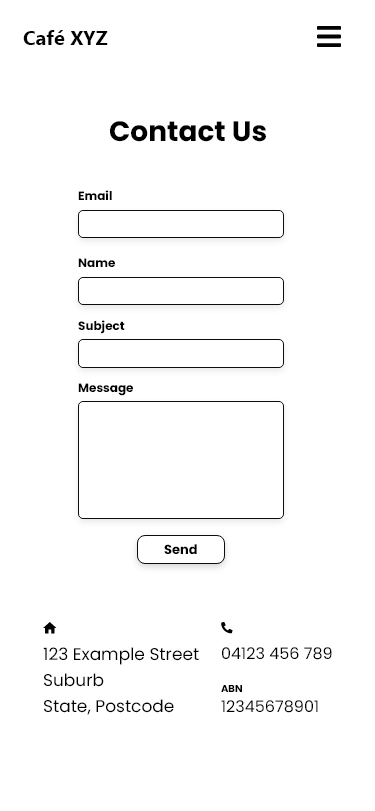 Café XYZ
Contact Us
Email
Name
Subject
Message
Send
123 Example Street
Suburb
State, Postcode
04123 456 789
ABN
12345678901